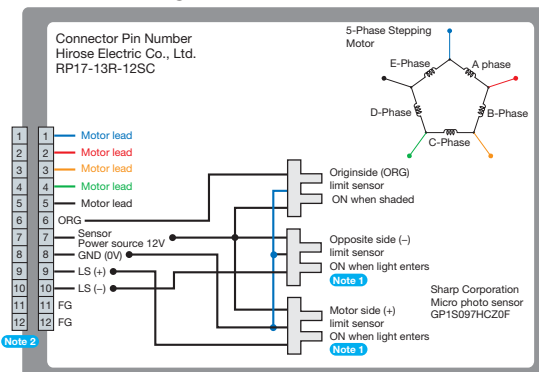 Connector Pin Number
Hirose Electric Co., Ltd.
RP17-13R-12SC
5-Phase Stepping
Motor
E-Phase
A phase
D-Phase
B-Phase
C-Phase
1 1 Motor lead
2 2 Motor lead
3 3 Motor lead
4 4 Motor lead
5 5 Motor lead
6 6 ORG
7 7 Sensor
Power source 12V
8 8 GND (0V)
9 9 LS (+)
10 10 LS (–)
11 11 FG
12 12 FG
Note 2
Originside (ORG)
limit sensor
ON when shaded
Opposite side (–)
limit sensor
ON when light enters
Note 1
Motor side (+)
limit sensor
ON when light enters
Note 1
Sharp Corporation
Micro photo sensor
GP1S097HCZ0F